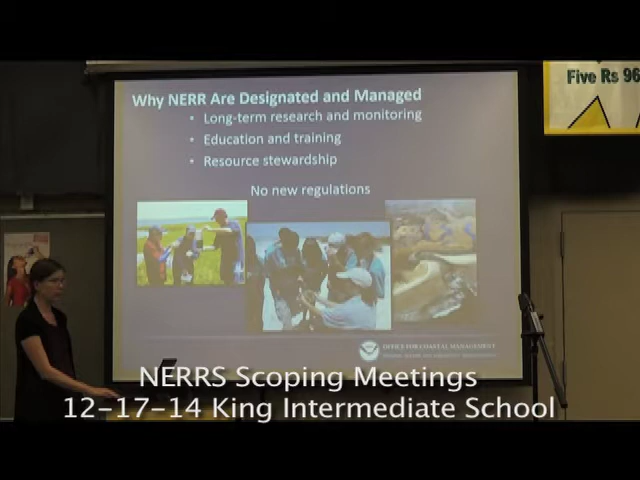 Five Rs 96
Why NERR Are Designated and Managed
• Long-term research and monitoring
• Education and training
• Resource stewardship
No new regulations
OFFICE FOR COASTAL MANAGEMENT
NERRS Scoping Meetings
12-17-14 King Intermediate School